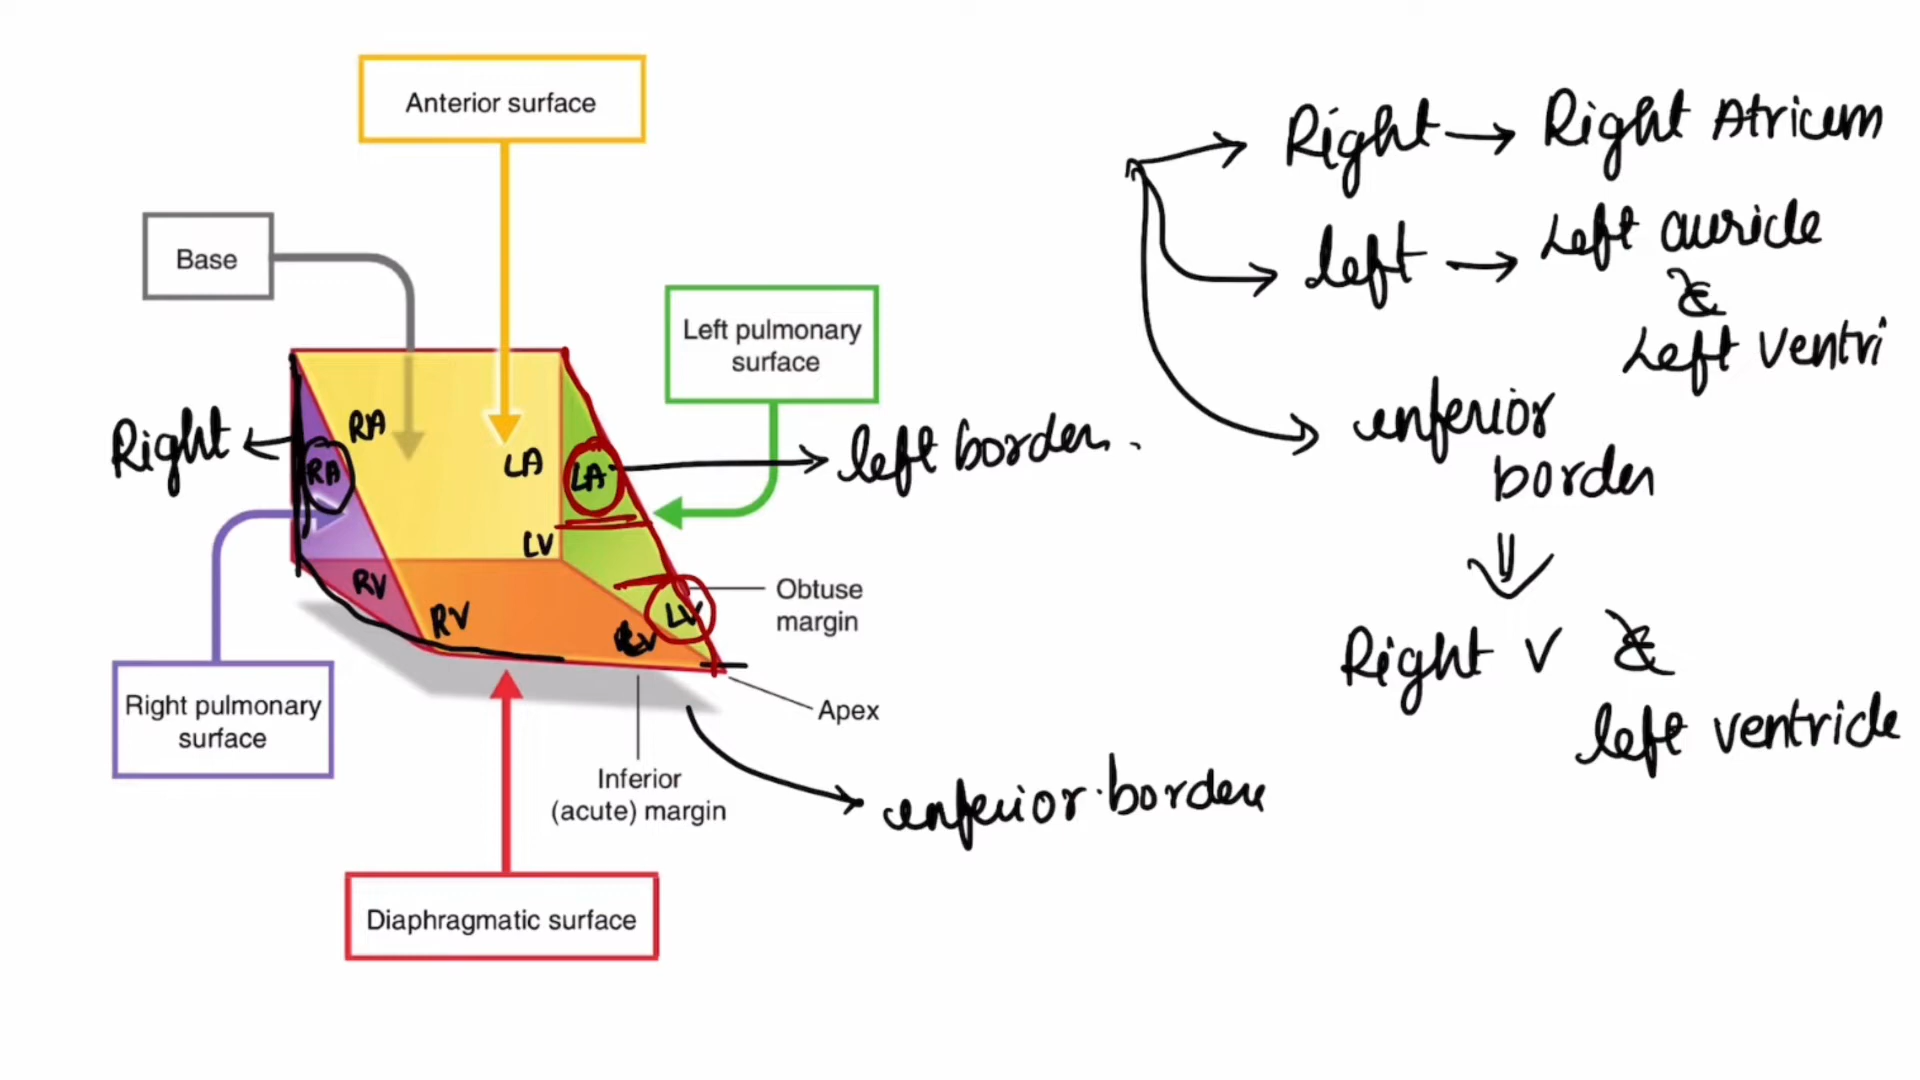 Anterior surface
Base
Left pulmonary
surface
Right pulmonary
surface
Obtuse
margin
Apex
Inferior
(acute) margin
Diaphragmatic surface
Right
RA
RA
LA
LA
LV
RV
RV
LV
left border
inferior border
Right → Right Atrium
left → Left auricle
&
Left Ventri
inferior
border
Right V &
left ventricle